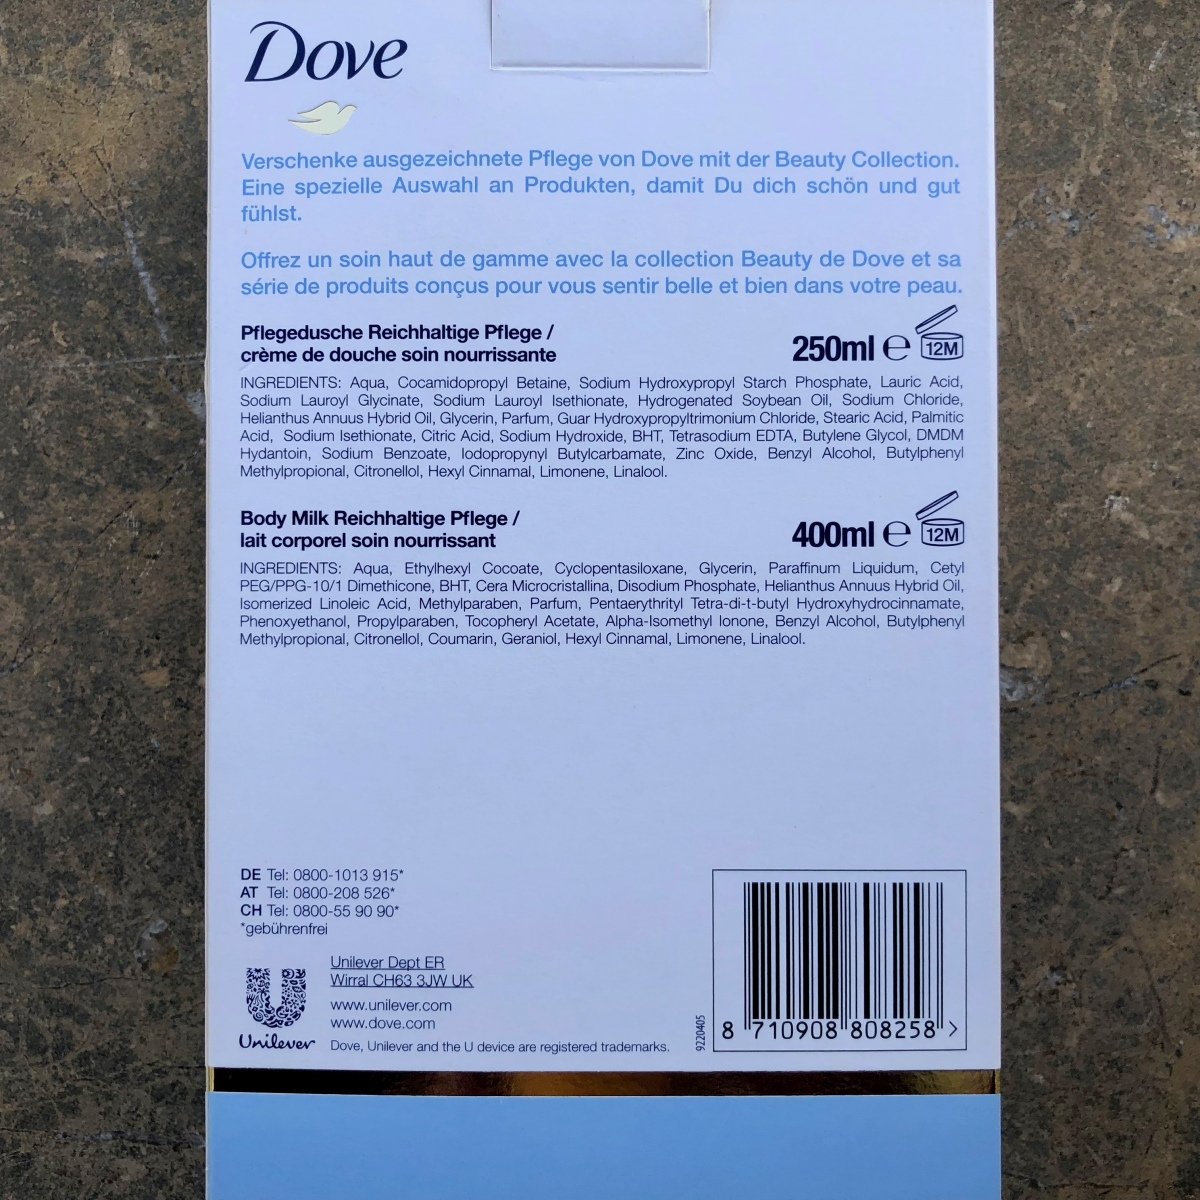 Dove
Verschenke ausgezeichnete Pflege von Dove mit der Beauty Collection.
Eine spezielle Auswahl an Produkten, damit Du dich schön und gut
fühlst.
Offrez un soin haut de gamme avec la collection Beauty de Dove et sa
série de produits conçus pour vous sentir belle et bien dans votre peau.
Pflegedusche Reichhaltige Pflege /
crème de douche soin nourrissante
250ml ℮ 12M
INGREDIENTS: Aqua, Cocamidopropyl Betaine, Sodium Hydroxypropyl Starch Phosphate, Lauric Acid,
Sodium Lauroyl Glycinate, Sodium Lauroyl Isethionate, Hydrogenated Soybean Oil, Sodium Chloride,
Helianthus Annuus Hybrid Oil, Glycerin, Parfum, Guar Hydroxypropyltrimonium Chloride, Stearic Acid, Palmitic
Acid, Sodium Isethionate, Citric Acid, Sodium Hydroxide, BHT, Tetrasodium EDTA, Butylene Glycol, DMDM
Hydantoin, Sodium Benzoate, Iodopropynyl Butylcarbamate, Zinc Oxide, Benzyl Alcohol, Butylphenyl
Methylpropional, Citronellol, Hexyl Cinnamal, Limonene, Linalool.
Body Milk Reichhaltige Pflege /
lait corporel soin nourrissant
400ml ℮ 12M
INGREDIENTS: Aqua, Ethylhexyl Cocoate, Cyclopentasiloxane, Glycerin, Paraffinum Liquidum, Cetyl
PEG/PPG-10/1 Dimethicone, BHT, Cera Microcristallina, Disodium Phosphate, Helianthus Annuus Hybrid Oil,
Isomerized Linoleic Acid, Methylparaben, Parfum, Pentaerythrityl Tetra-di-t-butyl Hydroxyhydrocinnamate,
Phenoxyethanol, Propylparaben, Tocopheryl Acetate, Alpha-Isomethyl Ionone, Benzyl Alcohol, Butylphenyl
Methylpropional, Citronellol, Coumarin, Geraniol, Hexyl Cinnamal, Limonene, Linalool.
DE Tel: 0800-1013 915*
AT Tel: 0800-208 526*
CH Tel: 0800-55 90 90*
*gebührenfrei
Unilever Dept ER
Wirral CH63 3JW UK
www.unilever.com
www.dove.com
Unilever
Dove, Unilever and the U device are registered trademarks.
9220405
8 710908 808258 >